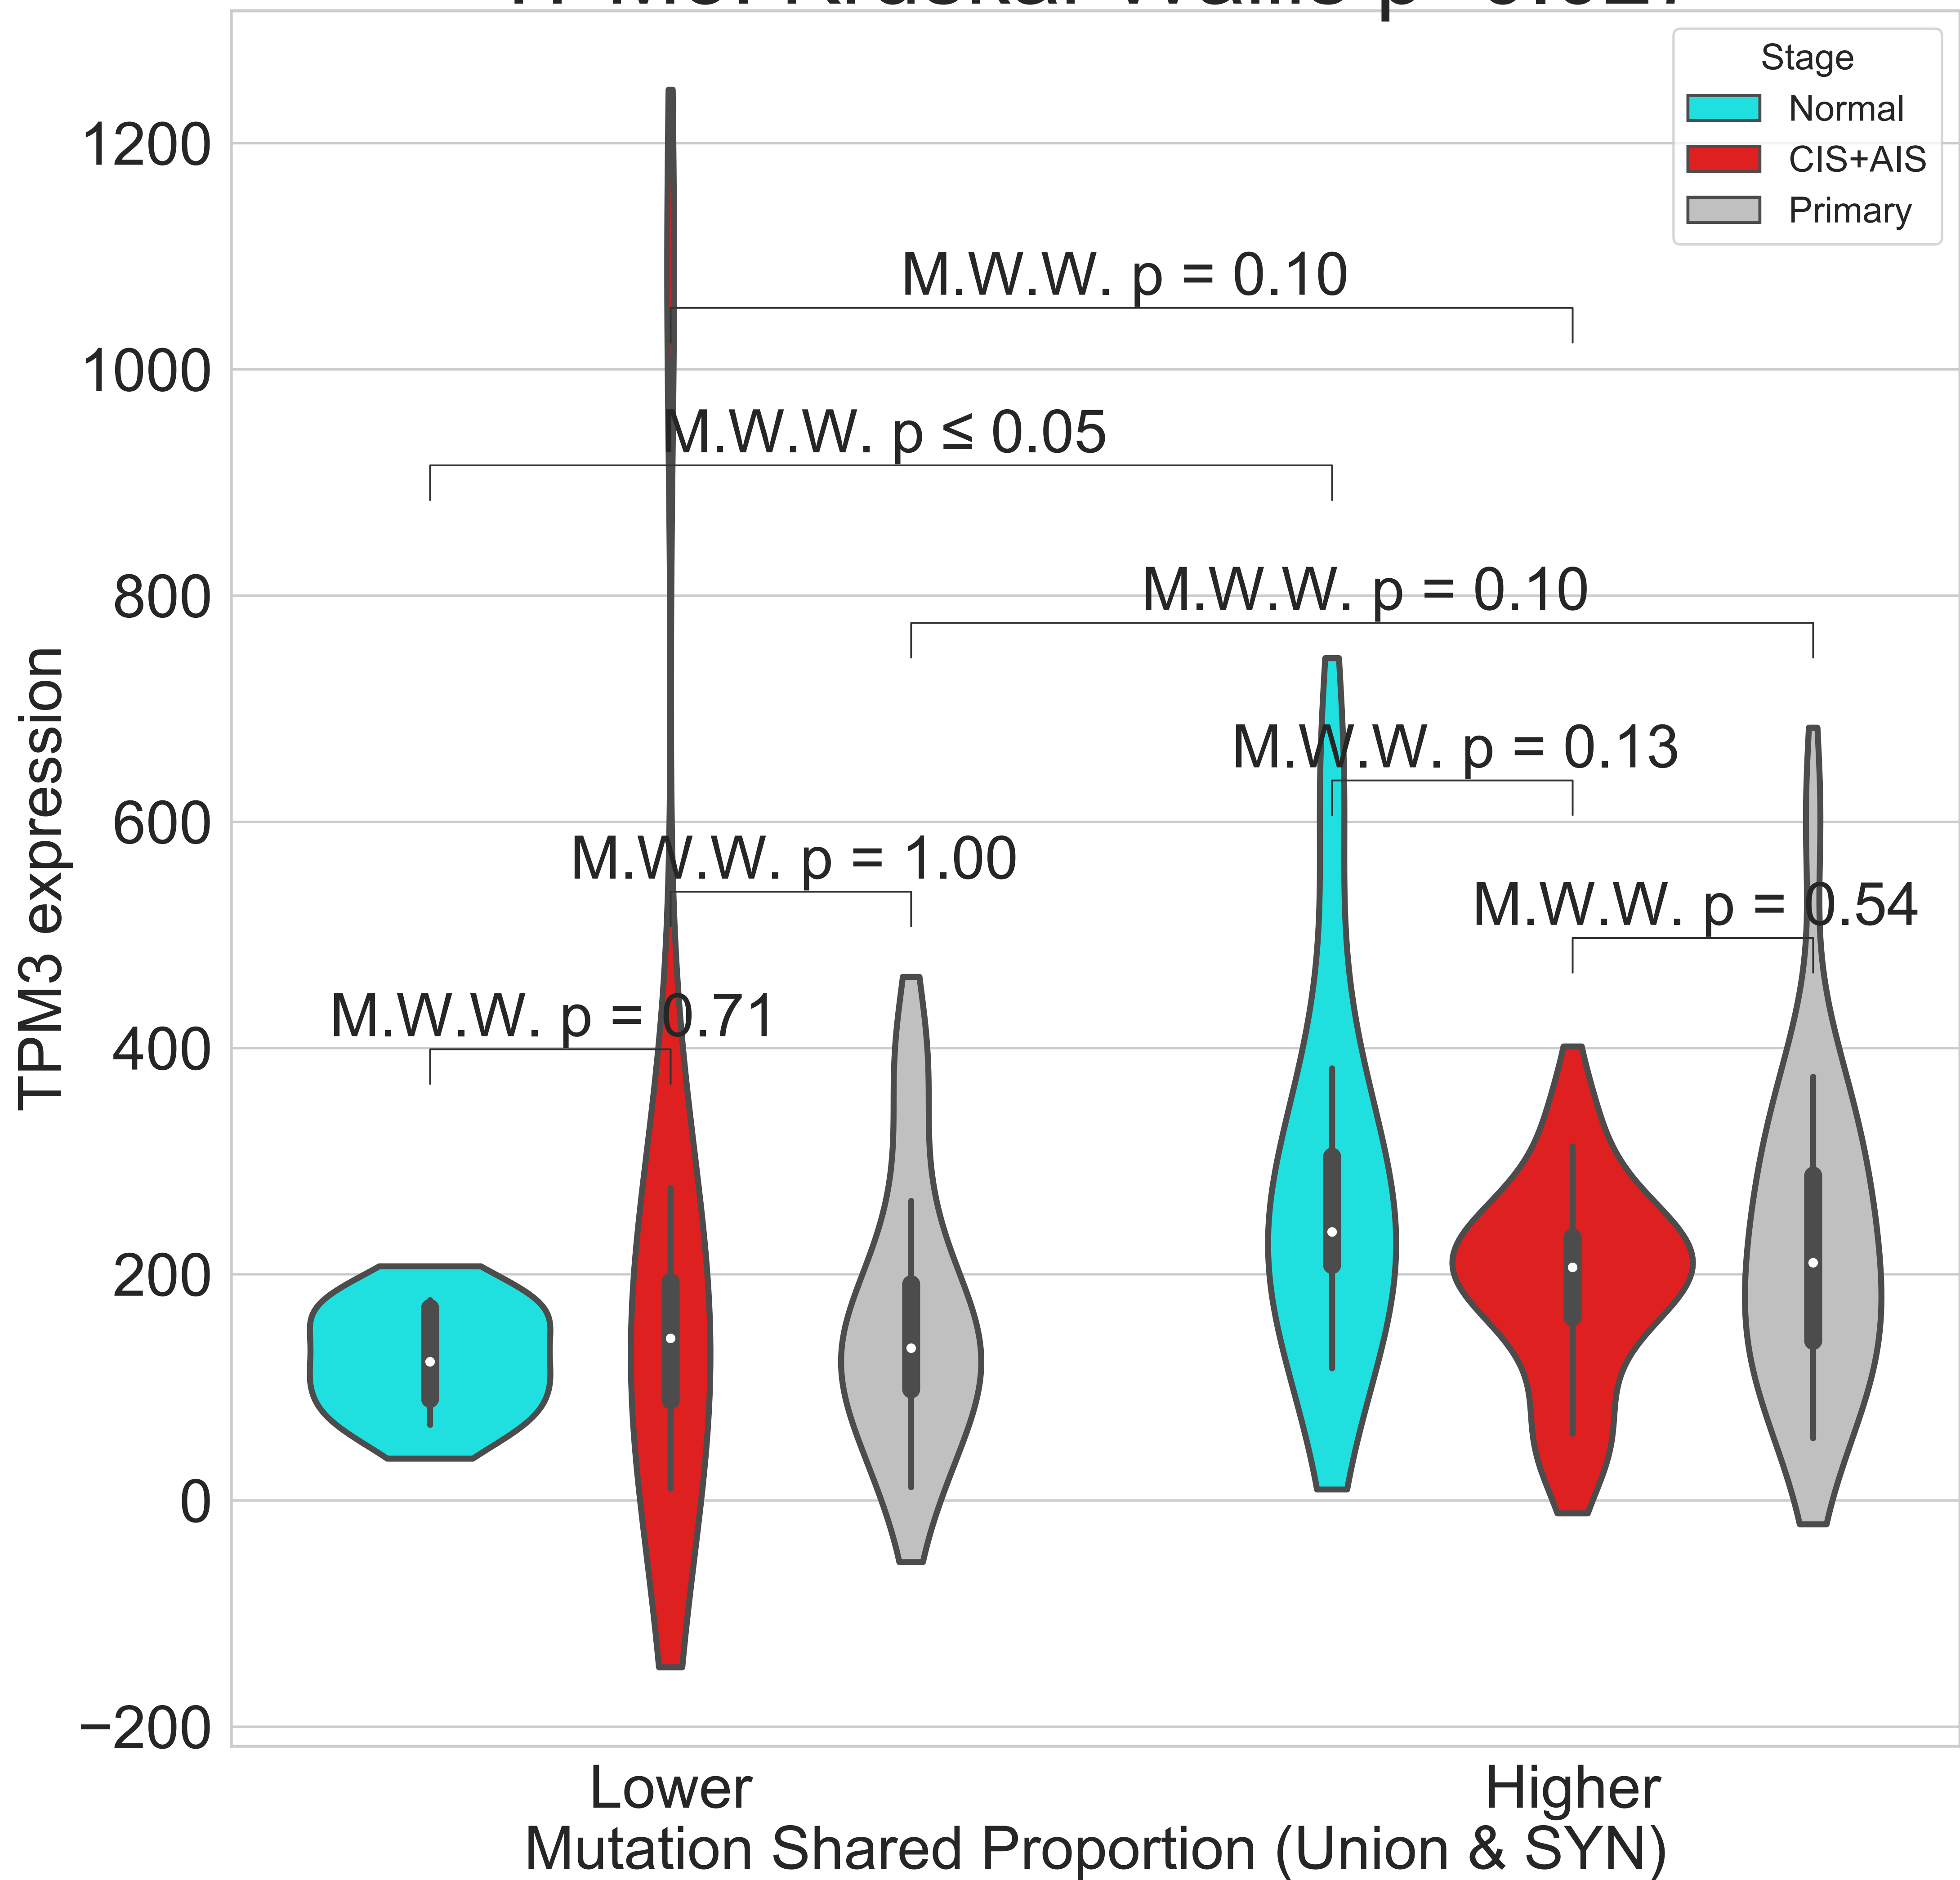 Stage
Normal
CIS+AIS
Primary
1200
1000
800
600
400
200
0
−200
TPM3 expression
M.W.W. p = 0.10
M.W.W. p ≤ 0.05
M.W.W. p = 0.10
M.W.W. p = 0.13
M.W.W. p = 1.00
M.W.W. p = 0.54
M.W.W. p = 0.71
Lower
Higher
Mutation Shared Proportion (Union & SYN)